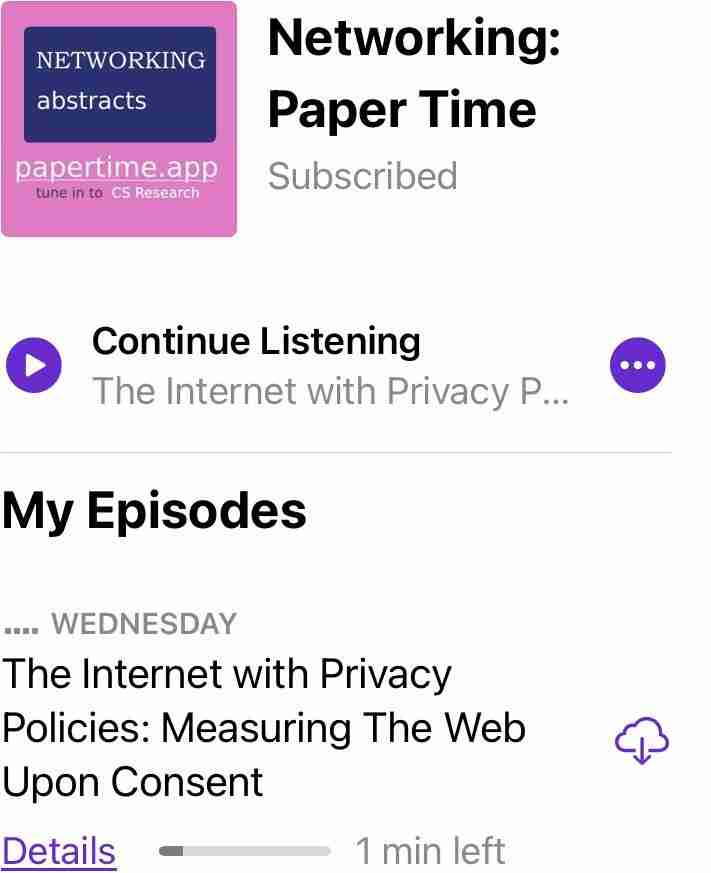 NETWORKING
abstracts
papertime.app
tune in to CS Research
Networking:
Paper Time
Subscribed
Continue Listening
The Internet with Privacy P...
My Episodes
.... WEDNESDAY
The Internet with Privacy
Policies: Measuring The Web
Upon Consent
Details 1 min left